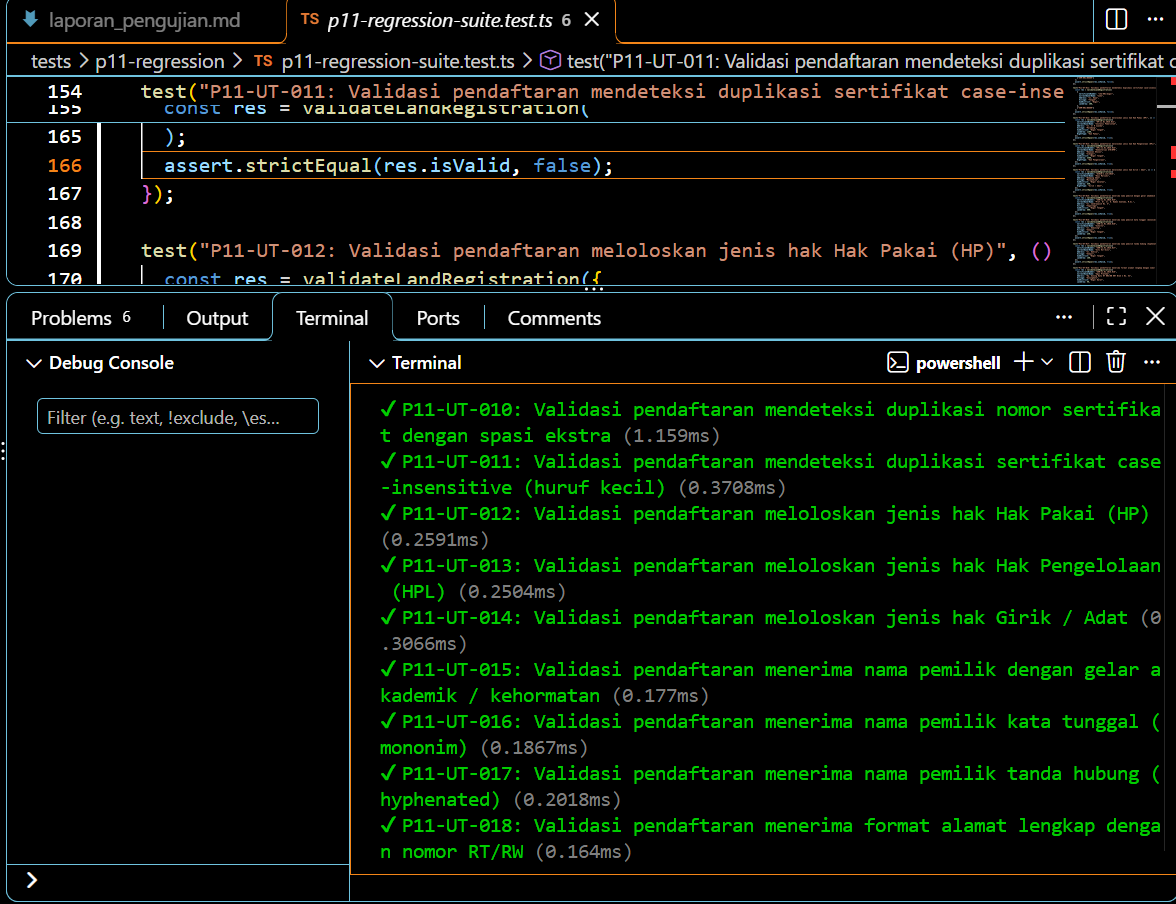 laporan_pengujian.md
TS p11-regression-suite.test.ts 6
tests > p11-regression > TS p11-regression-suite.test.ts > test("P11-UT-011: Validasi pendaftaran mendeteksi duplikasi sertifikat c
154 test("P11-UT-011: Validasi pendaftaran mendeteksi duplikasi sertifikat case-inse
155 const res = validateLandRegistration(
165 );
166 assert.strictEqual(res.isValid, false);
167 });
168
169 test("P11-UT-012: Validasi pendaftaran meloloskan jenis hak Hak Pakai (HP)", ()
170 const res = validateLandRegistration({
Problems 6 Output Terminal Ports Comments
Debug Console
Filter (e.g. text, !exclude, \es...
Terminal
powershell
✔ P11-UT-010: Validasi pendaftaran mendeteksi duplikasi nomor sertifika
t dengan spasi ekstra (1.159ms)
✔ P11-UT-011: Validasi pendaftaran mendeteksi duplikasi sertifikat case
-insensitive (huruf kecil) (0.3708ms)
✔ P11-UT-012: Validasi pendaftaran meloloskan jenis hak Hak Pakai (HP)
(0.2591ms)
✔ P11-UT-013: Validasi pendaftaran meloloskan jenis hak Hak Pengelolaan
(HPL) (0.2504ms)
✔ P11-UT-014: Validasi pendaftaran meloloskan jenis hak Girik / Adat (0
.3066ms)
✔ P11-UT-015: Validasi pendaftaran menerima nama pemilik dengan gelar a
kademik / kehormatan (0.177ms)
✔ P11-UT-016: Validasi pendaftaran menerima nama pemilik kata tunggal (
mononim) (0.1867ms)
✔ P11-UT-017: Validasi pendaftaran menerima nama pemilik tanda hubung (
hyphenated) (0.2018ms)
✔ P11-UT-018: Validasi pendaftaran menerima format alamat lengkap denga
n nomor RT/RW (0.164ms)